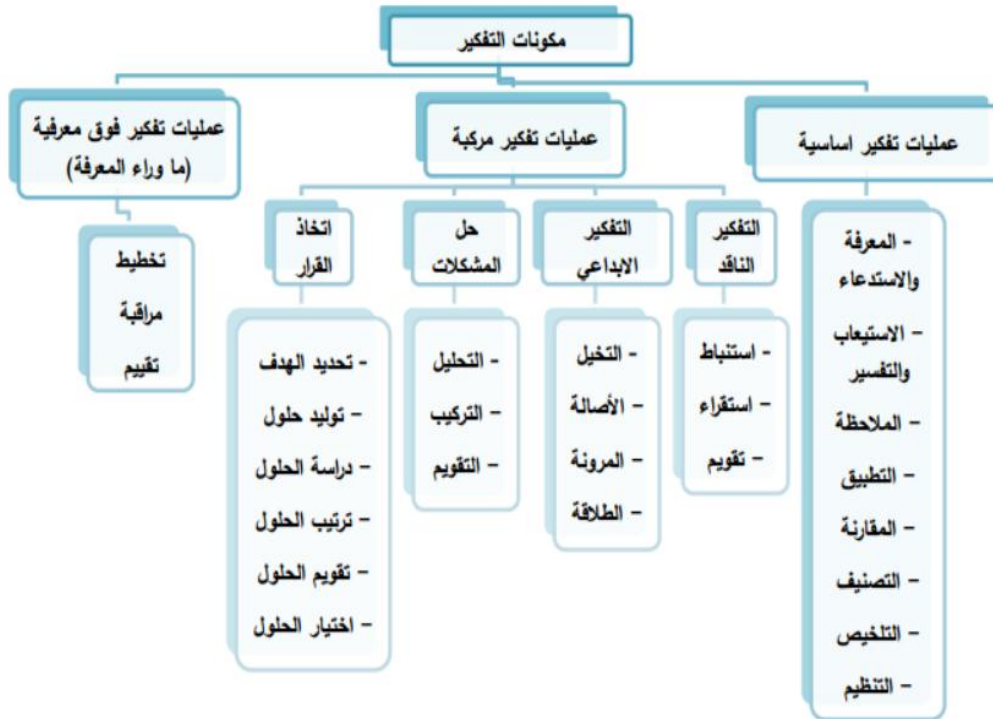 مكونات التفكير
عمليات تفكير اساسية
- المعرفة
والاستدعاء
- الاستيعاب
والتفسير
- الملاحظة
- التطبيق
- المقارنة
- التصنيف
- التلخيص
- التنظيم
عمليات تفكير مركبة
التفكير
الناقد
- استنباط
- استقراء
- تقويم
التفكير
الابداعي
- التخيل
- الأصالة
- المرونة
- الطلاقة
حل
المشكلات
- التحليل
- التركيب
- التقويم
اتخاذ
القرار
- تحديد الهدف
- توليد حلول
- دراسة الحلول
- ترتيب الحلول
- تقويم الحلول
- اختيار الحلول
عمليات تفكير فوق معرفية
(ما وراء المعرفة)
تخطيط
مراقبة
تقييم